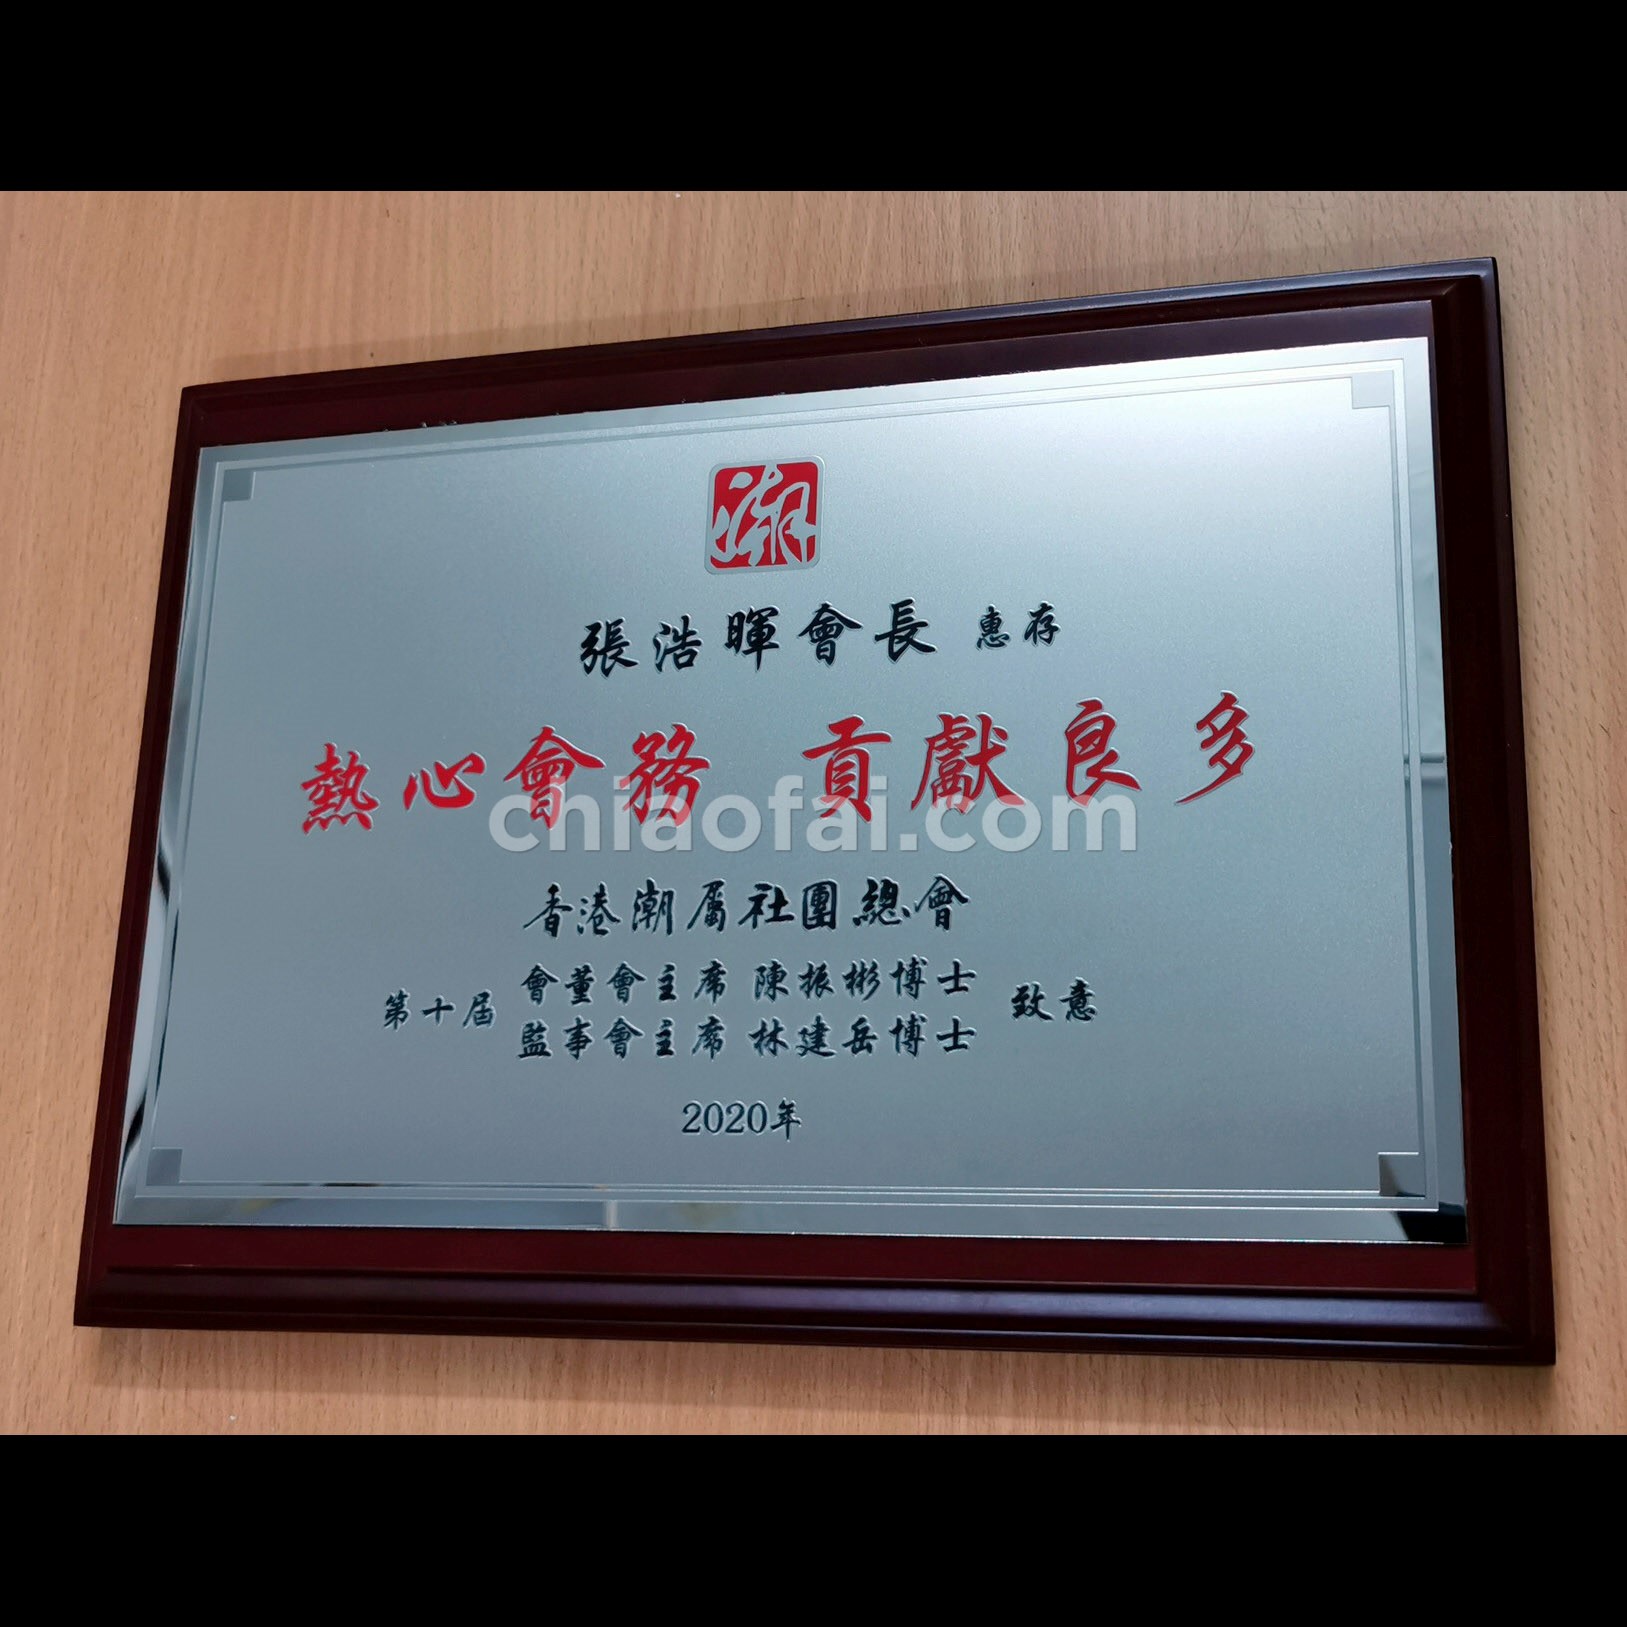 潮
張浩暉會長 惠存
熱心會務 貢獻良多
chiaofai.com
香港潮屬社團總會
第十屆 會董會主席 陳振彬博士 致意
監事會主席 林建岳博士
2020年